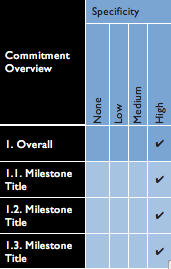 Specificity
Commitment
Overview
None
Low
Medium
High
1. Overall ✔
1.1. Milestone
Title ✔
1.2. Milestone
Title ✔
1.3. Milestone
Title ✔